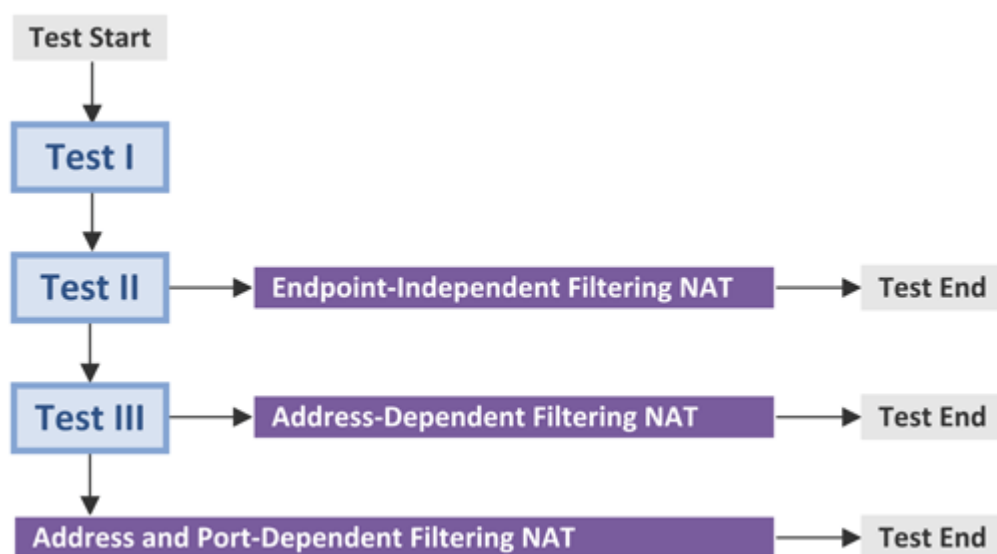 Test Start
Test I
Test II
Endpoint-Independent Filtering NAT
Test End
Test III
Address-Dependent Filtering NAT
Test End
Address and Port-Dependent Filtering NAT
Test End